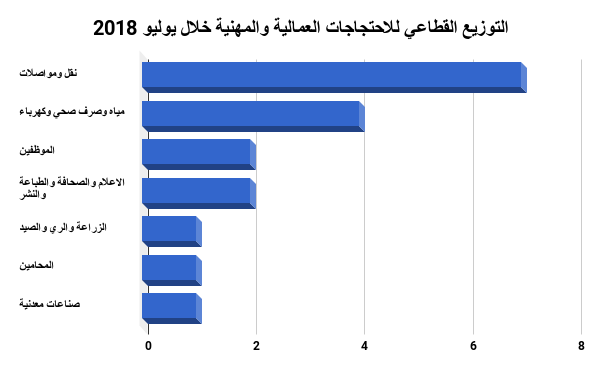 التوزيع القطاعي للاحتجاجات العمالية والمهنية خلال يوليو 2018
نقل ومواصلات
مياه وصرف صحي وكهرباء
الموظفين
الاعلام والصحافة والطباعة
والنشر
الزراعة والري والصيد
المحامين
صناعات معدنية
0 2 4 6 8